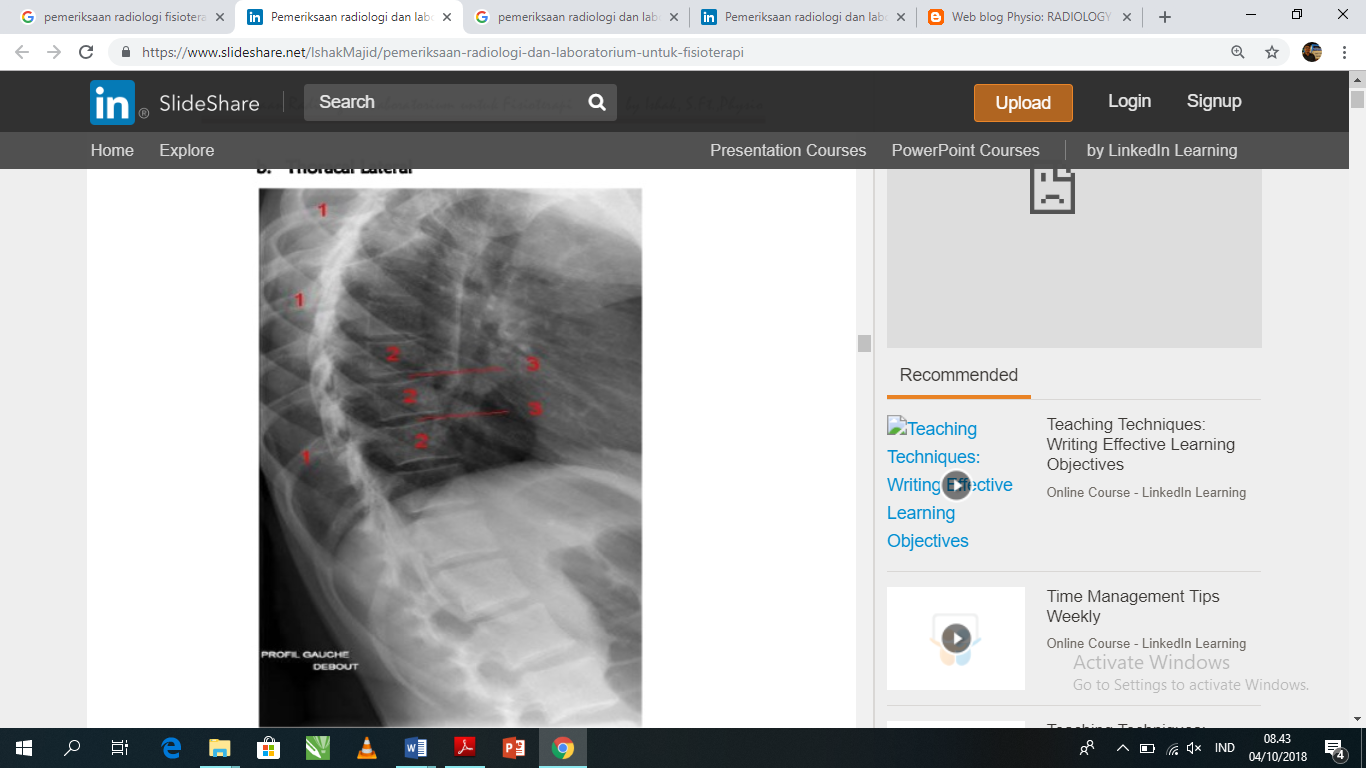 pemeriksaan radiologi fisiotera
Pemeriksaan radiologi dan labo
pemeriksaan radiologi dan labo
Pemeriksaan radiologi dan labo
Web blog Physio: RADIOLOGY
https://www.slideshare.net/IshakMajid/pemeriksaan-radiologi-dan-laboratorium-untuk-fisioterapi
in® SlideShare
Search
Upload
Login
Signup
Home
Explore
Presentation Courses
PowerPoint Courses
by LinkedIn Learning
b. Thoracal Lateral
1
1
2
3
2
3
2
1
PROFIL GAUCHE
DEBOUT
Recommended
Teaching
Techniques:
Writing Effective
Learning
Objectives
Teaching Techniques:
Writing Effective Learning
Objectives
Online Course - LinkedIn Learning
Time Management Tips
Weekly
Online Course - LinkedIn Learning
Activate Windows
Go to Settings to activate Windows.
Teaching Techniques:
IND
08.43
04/10/2018
4